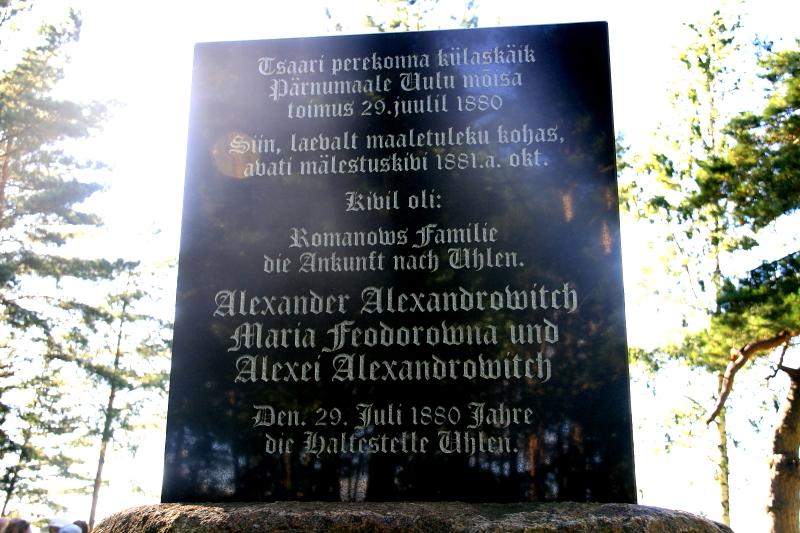 Tsaari perekonna külaskäik
Pärnumaale Uulu mõisa
toimus 29.juulil 1880
Siin, laevalt maaletuleku kohas,
avati mälestuskivi 1881.a. okt.
Kivil oli:
Romanows Familie
die Ankunft nach Uhlen.
Alexander Alexandrowitch
Maria Feodorowna und
Alexei Alexandrowitch
Den. 29. Juli 1880 Jahre
die Haltestelle Uhlen.